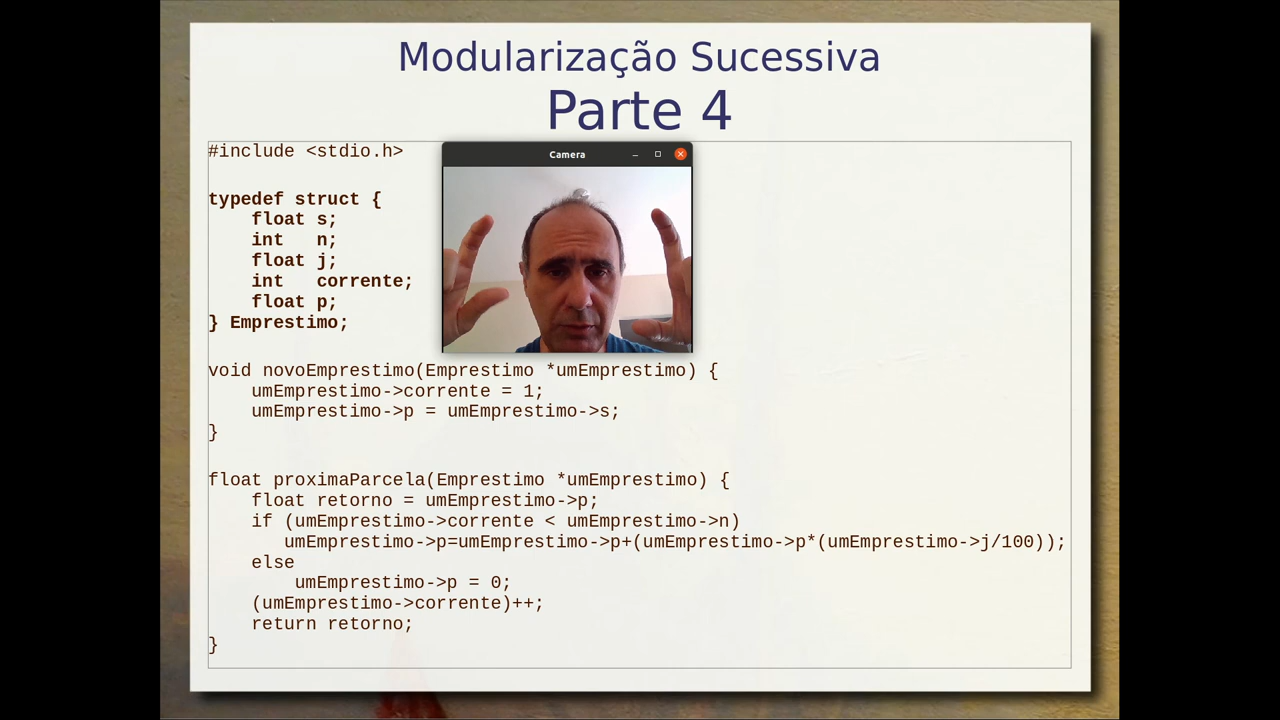 Modularização Sucessiva
Parte 4
#include <stdio.h>
Camera
typedef struct {
    float s;
    int   n;
    float j;
    int   corrente;
    float p;
} Emprestimo;
void novoEmprestimo(Emprestimo *umEmprestimo) {
    umEmprestimo->corrente = 1;
    umEmprestimo->p = umEmprestimo->s;
}
float proximaParcela(Emprestimo *umEmprestimo) {
    float retorno = umEmprestimo->p;
    if (umEmprestimo->corrente < umEmprestimo->n)
       umEmprestimo->p=umEmprestimo->p+(umEmprestimo->p*(umEmprestimo->j/100));
    else
        umEmprestimo->p = 0;
    (umEmprestimo->corrente)++;
    return retorno;
}